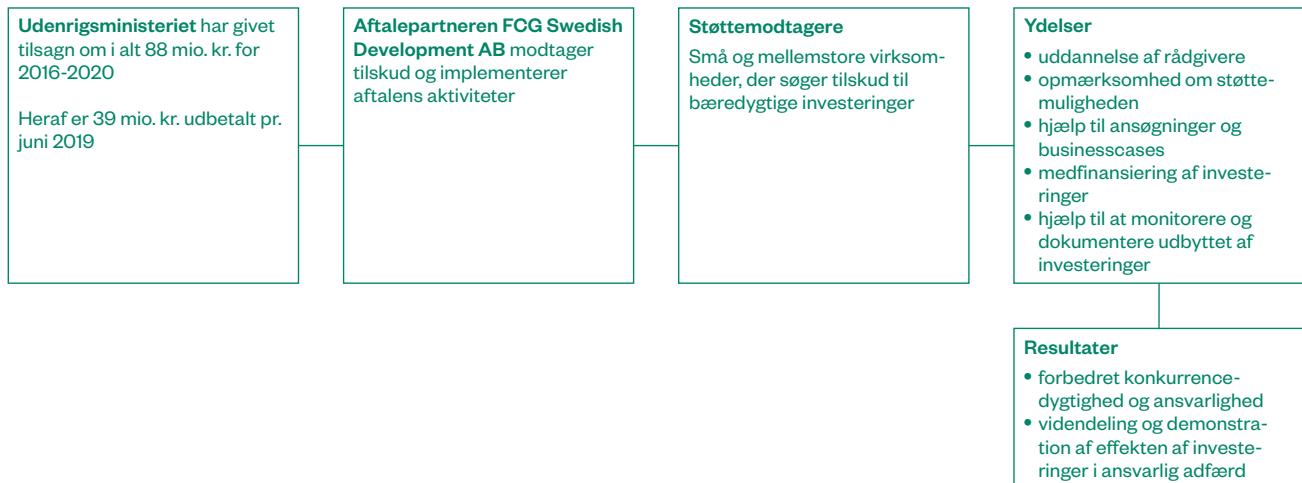 Udenrigsministeriet har givet
tilsagn om i alt 88 mio. kr. for
2016-2020
Heraf er 39 mio. kr. udbetalt pr.
juni 2019
Aftalepartneren FCG Swedish
Development AB modtager
tilskud og implementerer
aftalens aktiviteter
Støttemodtagere
Små og mellemstore virksom-
heder, der søger tilskud til
bæredygtige investeringer
Ydelser
• uddannelse af rådgivere
• opmærksomhed om støtte-
muligheden
• hjælp til ansøgninger og
businesscases
• medfinansiering af investe-
ringer
• hjælp til at monitorere og
dokumentere udbyttet af
investeringer
Resultater
• forbedret konkurrence-
dygtighed og ansvarlighed
• videndeling og demonstra-
tion af effekten af investe-
ringer i ansvarlig adfærd